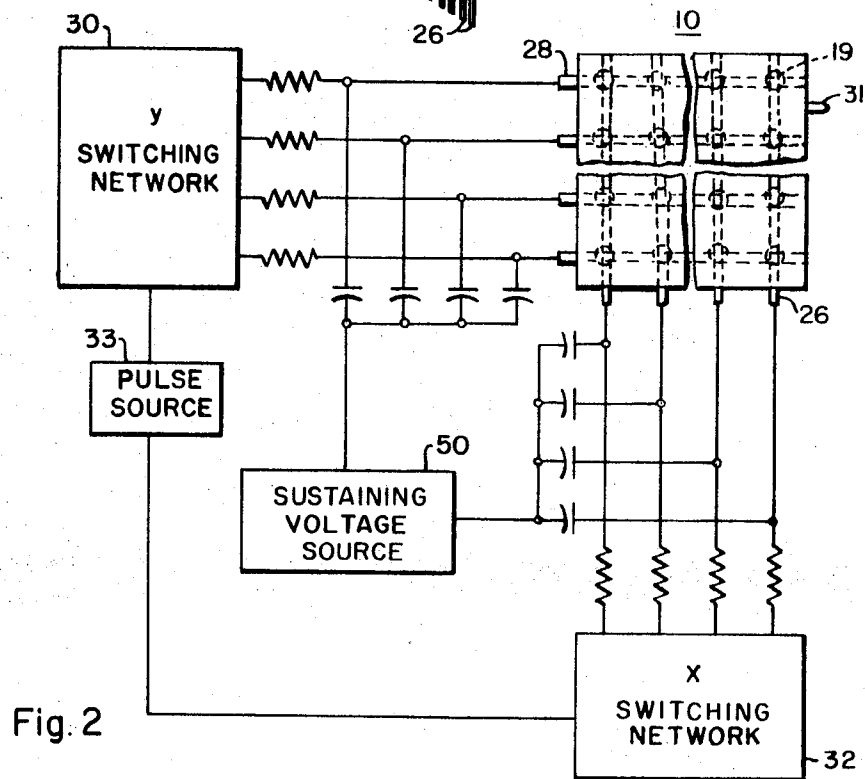 26
10
30
28
19
31
y
SWITCHING
NETWORK
26
33
PULSE
SOURCE
50
SUSTAINING
VOLTAGE
SOURCE
X
SWITCHING
NETWORK
Fig. 2
32